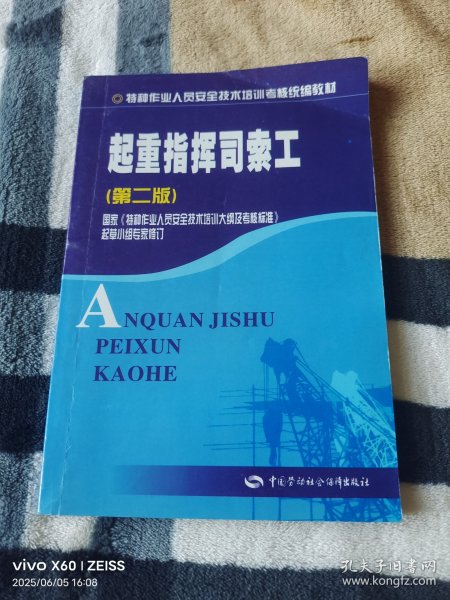 特种作业人员安全技术培训考核统编教材
起重指挥司索工
(第二版)
国家《特种作业人员安全技术培训大纲及考核标准》
起草小组专家修订
ANQUAN JISHU
PEIXUN
KAOHE
中国劳动社会保障出版社
vivo X60 | ZEISS
2025/06/05 16:08
孔夫子旧书网
www.kongfz.com